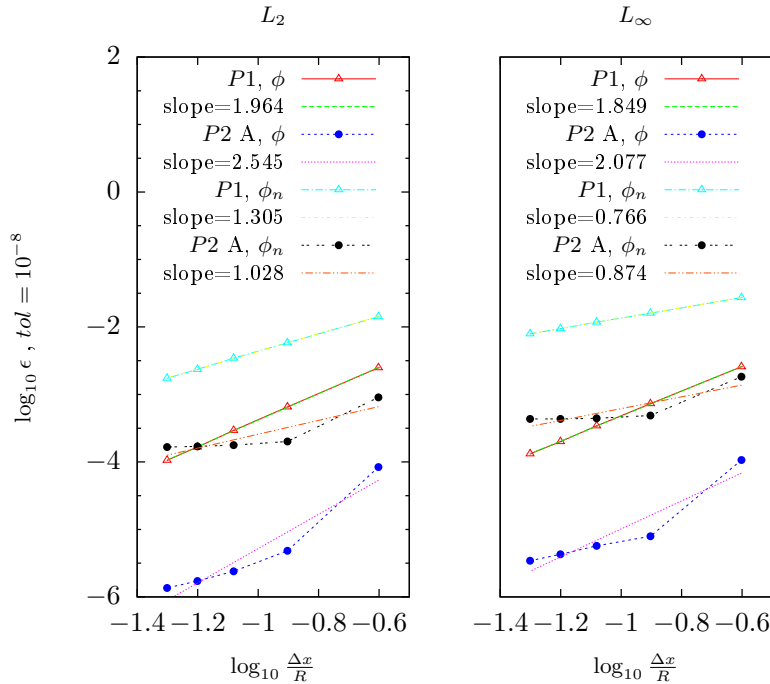 L₂
L∞
2
0
−2
−4
−6
log₁₀ ϵ , tol = 10⁻⁸
P1, ϕ
slope=1.964
P2 A, ϕ
slope=2.545
P1, ϕₙ
slope=1.305
P2 A, ϕₙ
slope=1.028
−1.4 −1.2 −1 −0.8 −0.6
log₁₀ Δx/R
P1, ϕ
slope=1.849
P2 A, ϕ
slope=2.077
P1, ϕₙ
slope=0.766
P2 A, ϕₙ
slope=0.874
−1.4 −1.2 −1 −0.8 −0.6
log₁₀ Δx/R